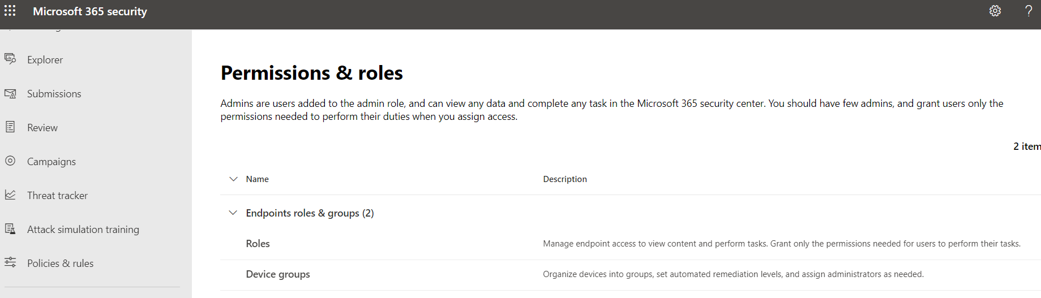 Microsoft 365 security
?
Explorer
Submissions
Review
Campaigns
Threat tracker
Attack simulation training
Policies & rules
Permissions & roles
Admins are users added to the admin role, and can view any data and complete any task in the Microsoft 365 security center. You should have few admins, and grant users only the
permissions needed to perform their duties when you assign access.
2 item
Name Description
Endpoints roles & groups (2)
Roles Manage endpoint access to view content and perform tasks. Grant only the permissions needed for users to perform their tasks.
Device groups Organize devices into groups, set automated remediation levels, and assign administrators as needed.